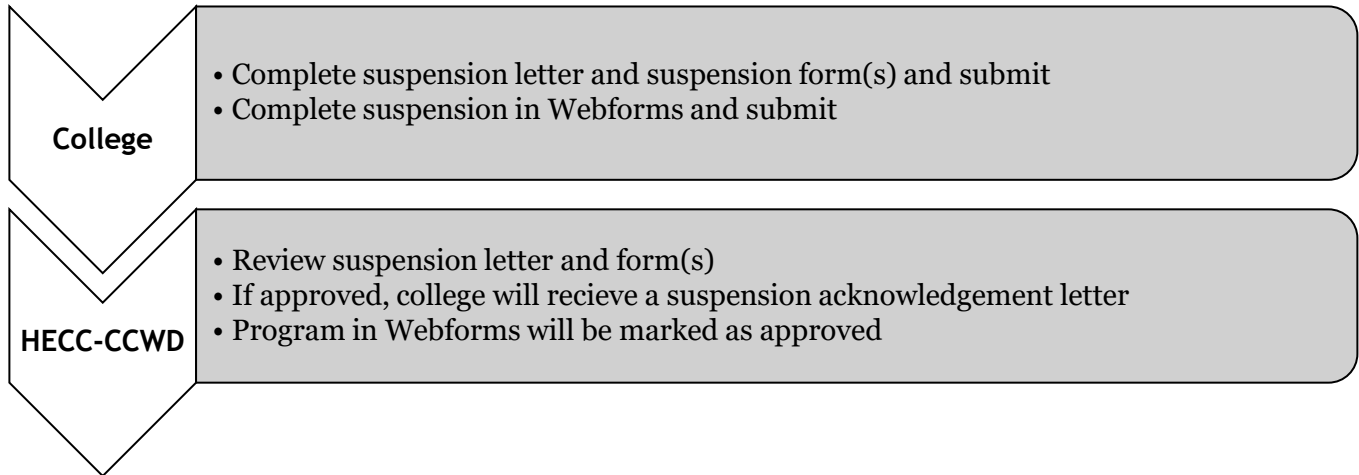 College
• Complete suspension letter and suspension form(s) and submit
• Complete suspension in Webforms and submit
HECC-CCWD
• Review suspension letter and form(s)
• If approved, college will recieve a suspension acknowledgement letter
• Program in Webforms will be marked as approved